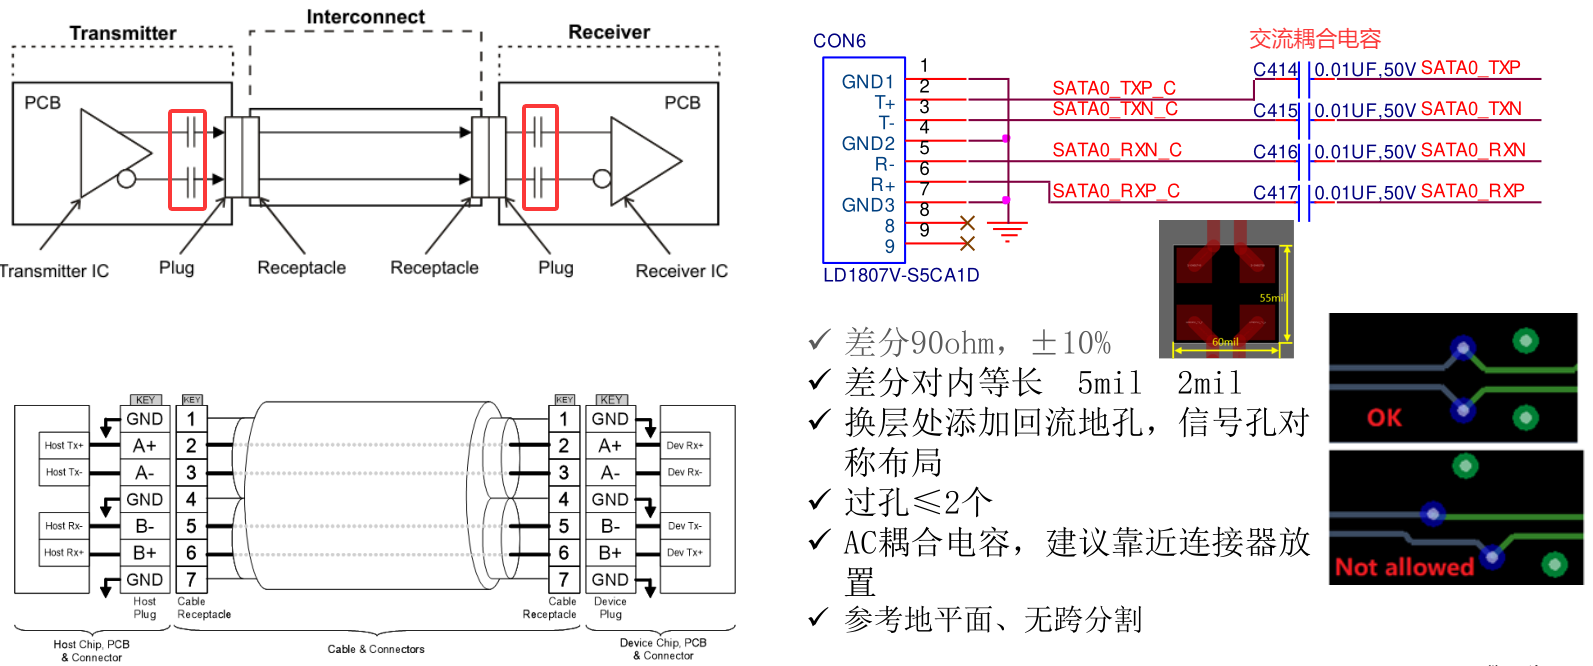 Interconnect
Transmitter
Receiver
PCB
PCB
Transmitter IC
Plug
Receptacle
Receptacle
Plug
Receiver IC
CON6
交流耦合电容
GND1
T+
T-
GND2
R-
R+
GND3
8
9
1
2
3
4
5
6
7
8
9
SATA0_TXP_C
SATA0_TXN_C
SATA0_RXN_C
SATA0_RXP_C
C414 0.01UF,50V SATA0_TXP
C415 0.01UF,50V SATA0_TXN
C416 0.01UF,50V SATA0_RXN
C417 0.01UF,50V SATA0_RXP
LD1807V-S5CA1D
55mil
60mil
✓ 差分90ohm，±10%
✓ 差分对内等长 5mil 2mil
✓ 换层处添加回流地孔，信号孔对
称布局
✓ 过孔≤2个
✓ AC耦合电容，建议靠近连接器放
置
✓ 参考地平面、无跨分割
OK
Not allowed
KEY KEY KEY KEY
GND 1 1 GND
Host Tx+ A+ 2 2 A+ Dev Rx+
Host Tx- A- 3 3 A- Dev Rx-
GND 4 4 GND
Host Rx- B- 5 5 B- Dev Tx-
Host Rx+ B+ 6 6 B+ Dev Tx+
GND 7 7 GND
Host
Plug
Cable
Receptacle
Cable
Receptacle
Device
Plug
Host Chip, PCB
& Connector
Cable & Connectors
Device Chip, PCB
& Connector